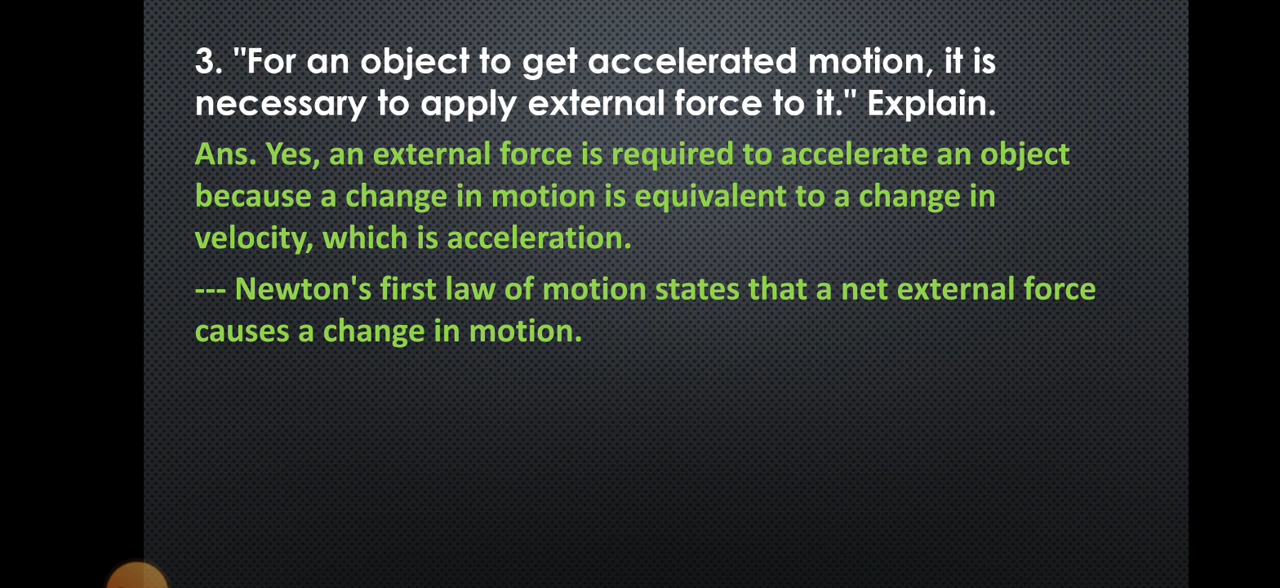 3. "For an object to get accelerated motion, it is
necessary to apply external force to it." Explain.
Ans. Yes, an external force is required to accelerate an object
because a change in motion is equivalent to a change in
velocity, which is acceleration.
--- Newton's first law of motion states that a net external force
causes a change in motion.